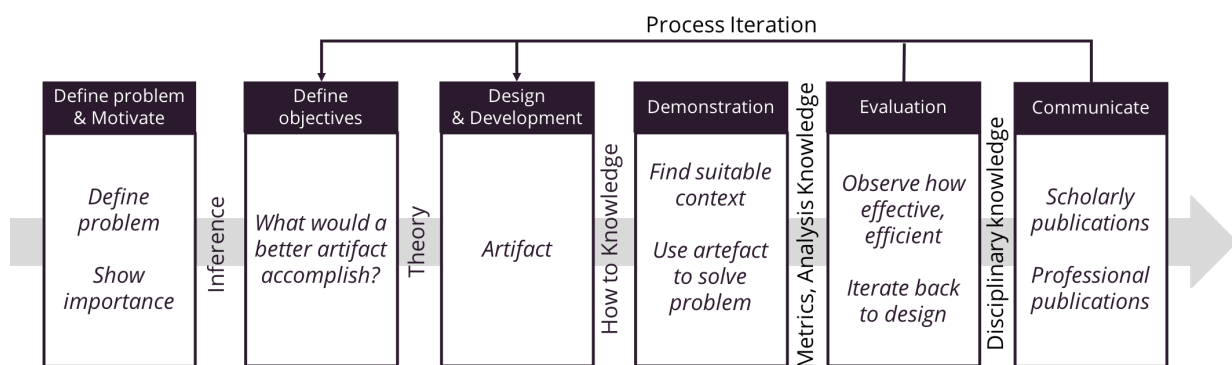 Process Iteration
Define problem
& Motivate
Define
problem
Show
importance
Inference
Define
objectives
What would a
better artifact
accomplish?
Theory
Design
& Development
Artifact
How to Knowledge
Demonstration
Find suitable
context
Use artefact
to solve
problem
Metrics, Analysis Knowledge
Evaluation
Observe how
effective,
efficient
Iterate back
to design
Disciplinary knowledge
Communicate
Scholarly
publications
Professional
publications